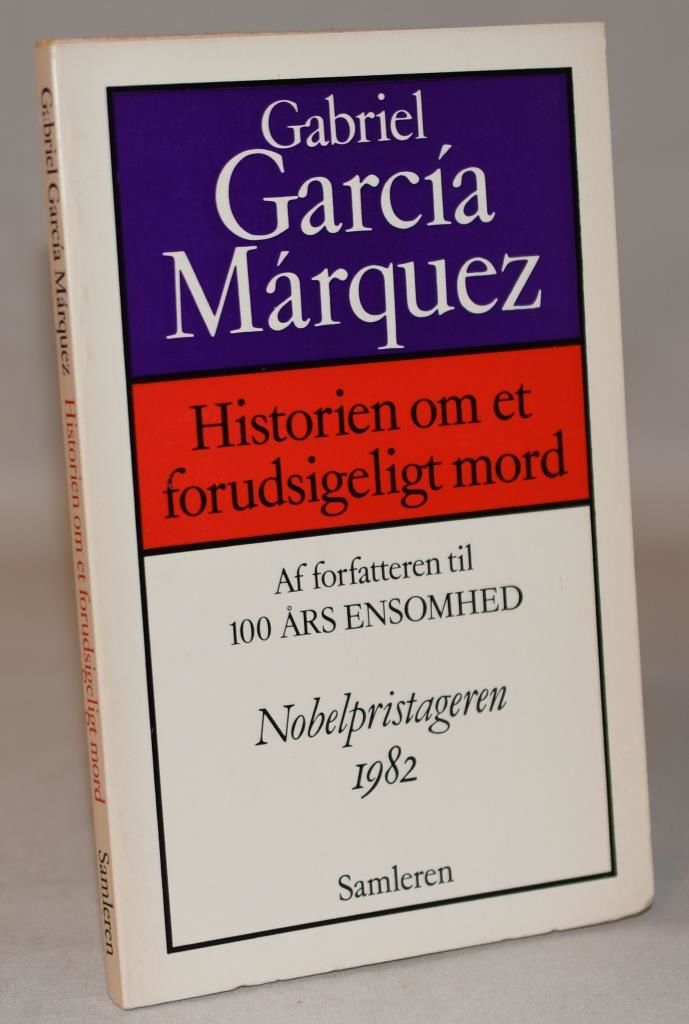 Gabriel
García
Márquez
Historien om et
forudsigeligt mord
Af forfatteren til
100 ÅRS ENSOMHED
Nobelpristageren
1982
Samleren
Gabriel García Márquez Historien om et forudsigeligt mord Samleren